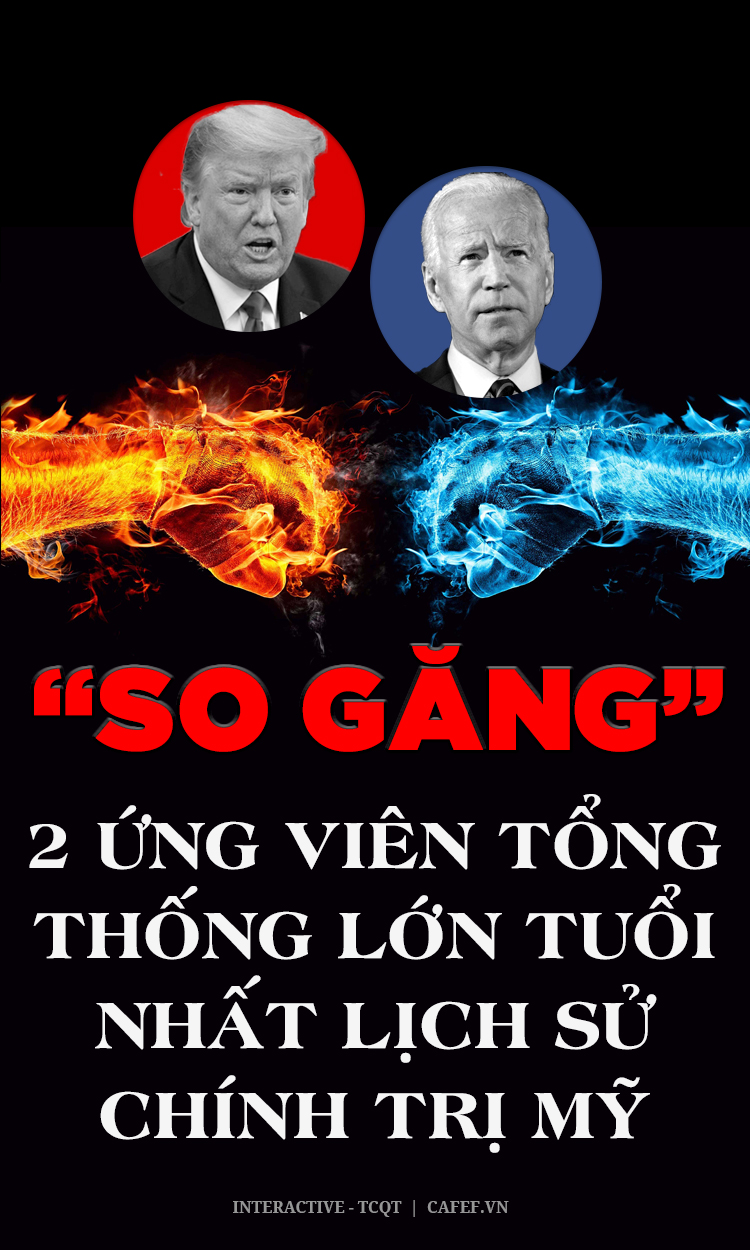 “SO GĂNG”
2 ỨNG VIÊN TỔNG
THỐNG LỚN TUỔI
NHẤT LỊCH SỬ
CHÍNH TRỊ MỸ
INTERACTIVE - TCQT | CAFEF.VN